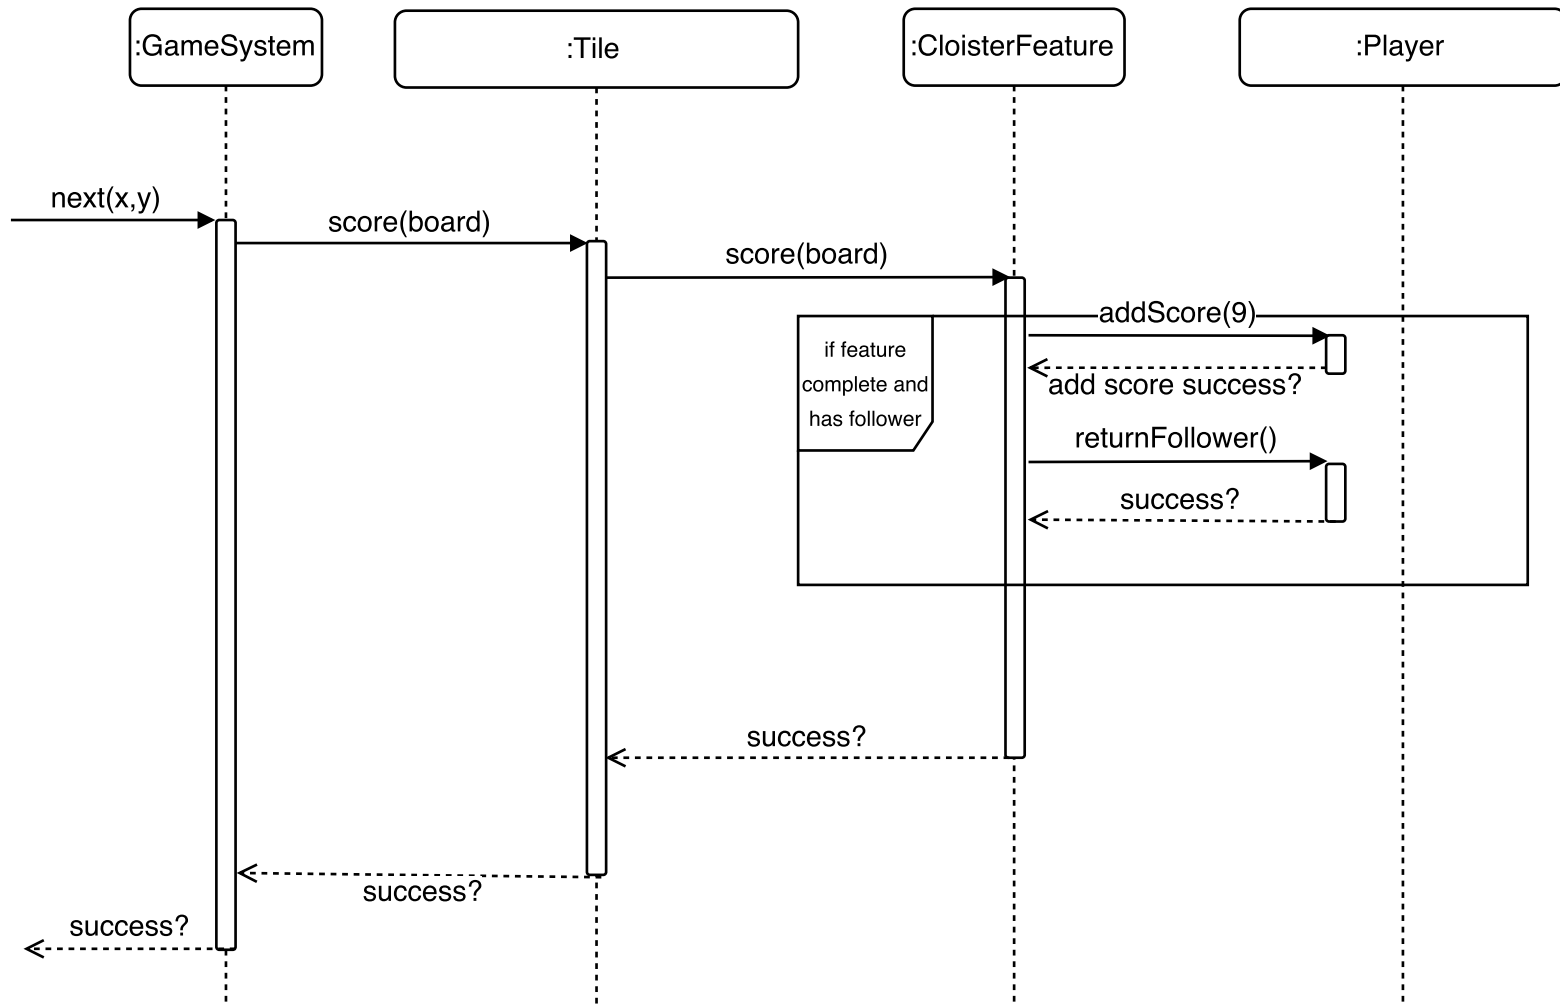 :GameSystem
:Tile
:CloisterFeature
:Player
next(x,y)
score(board)
score(board)
addScore(9)
if feature
complete and
has follower
add score success?
returnFollower()
success?
success?
success?
success?